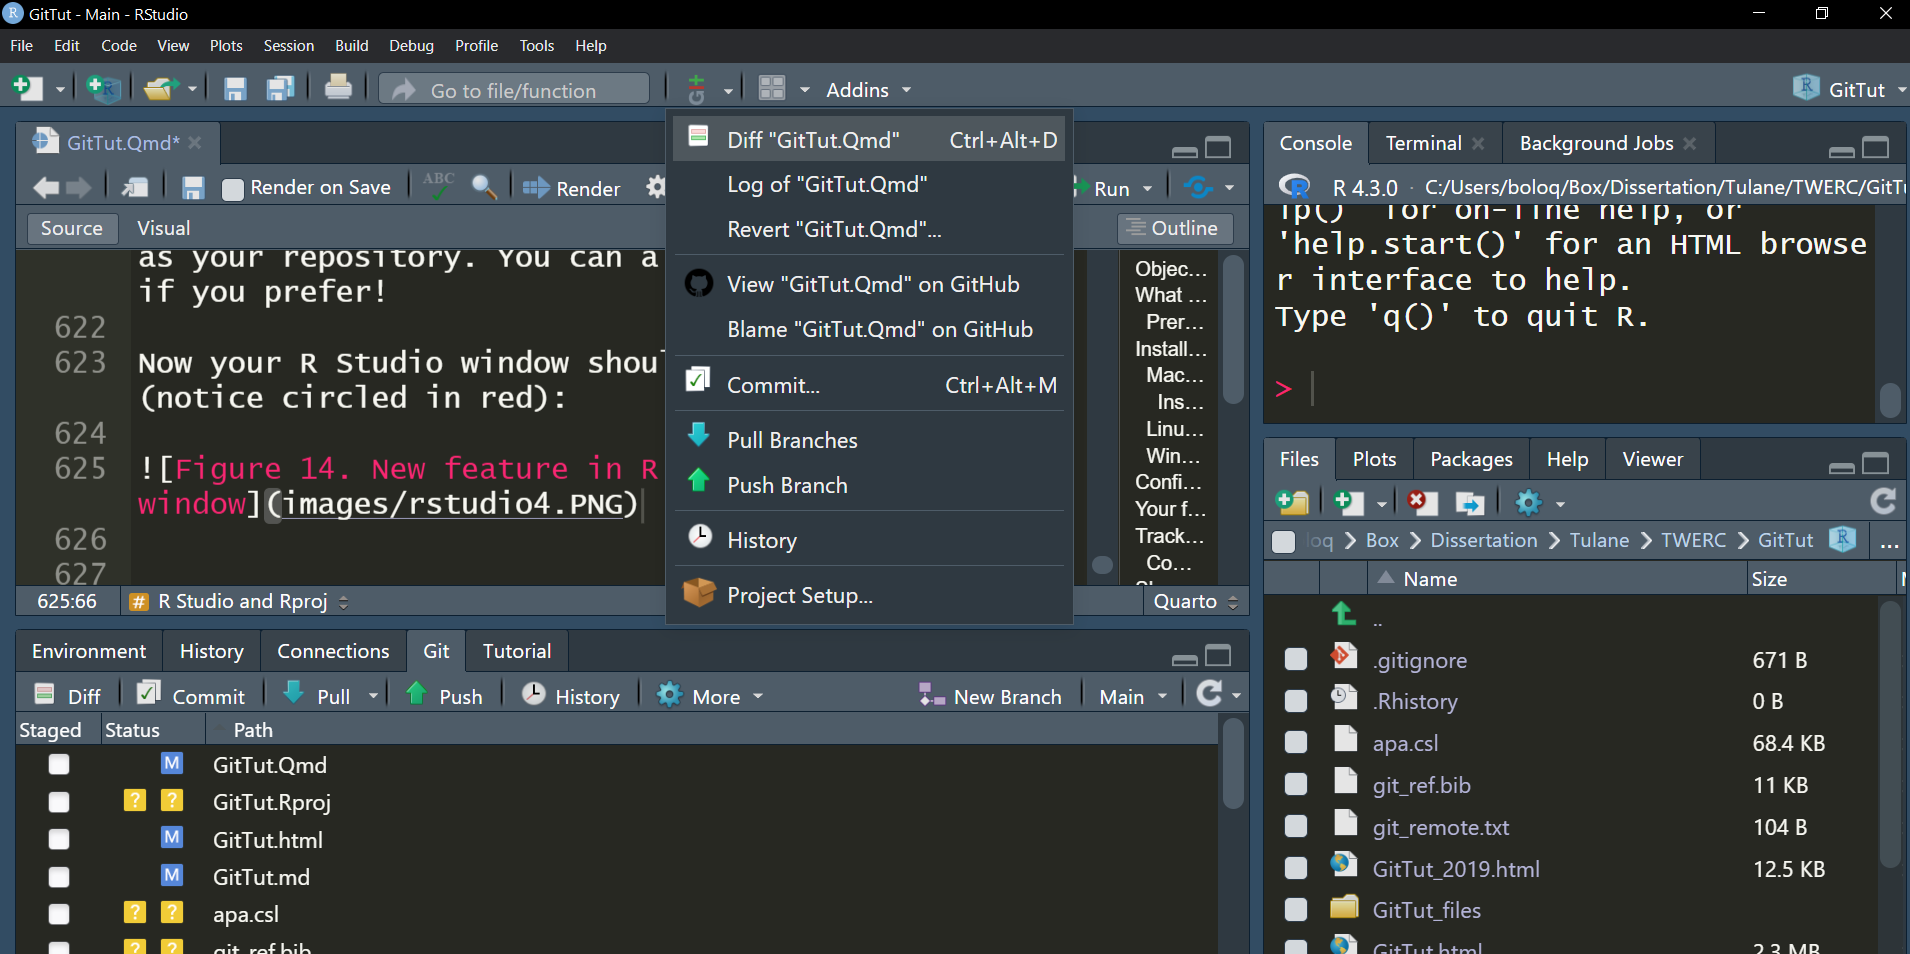 GitTut - Main - RStudio
File Edit Code View Plots Session Build Debug Profile Tools Help
Go to file/function
Git
Addins
GitTut
GitTut.Qmd*
Render on Save
ABC
Render
Run
Source Visual
Outline
as your repository. You can a
if you prefer!
622
623 Now your R Studio window shou
(notice circled in red):
624
625 ![Figure 14. New feature in R
window](images/rstudio4.PNG)
626
627
625:66 # R Studio and Rproj
Quarto
Diff "GitTut.Qmd" Ctrl+Alt+D
Log of "GitTut.Qmd"
Revert "GitTut.Qmd"...
View "GitTut.Qmd" on GitHub
Blame "GitTut.Qmd" on GitHub
Commit... Ctrl+Alt+M
Pull Branches
Push Branch
History
Project Setup...
Objec...
What ...
Prer...
Install...
Mac...
Ins...
Linu...
Win...
Confi...
Your f...
Track...
Co...
Environment History Connections Git Tutorial
Diff Commit Pull Push History More New Branch Main
Staged Status Path
M GitTut.Qmd
? ? GitTut.Rproj
M GitTut.html
M GitTut.md
? ? apa.csl
? ? git_ref.bib
Console Terminal Background Jobs
R 4.3.0 · C:/Users/boloq/Box/Dissertation/Tulane/TWERC/GitTu
lp()' for on-line help, or
'help.start()' for an HTML browse
r interface to help.
Type 'q()' to quit R.
>
Files Plots Packages Help Viewer
oq > Box > Dissertation > Tulane > TWERC > GitTut ...
Name Size
..
.gitignore 671 B
.Rhistory 0 B
apa.csl 68.4 KB
git_ref.bib 11 KB
git_remote.txt 104 B
GitTut_2019.html 12.5 KB
GitTut_files
GitTut.html 2.3 MB